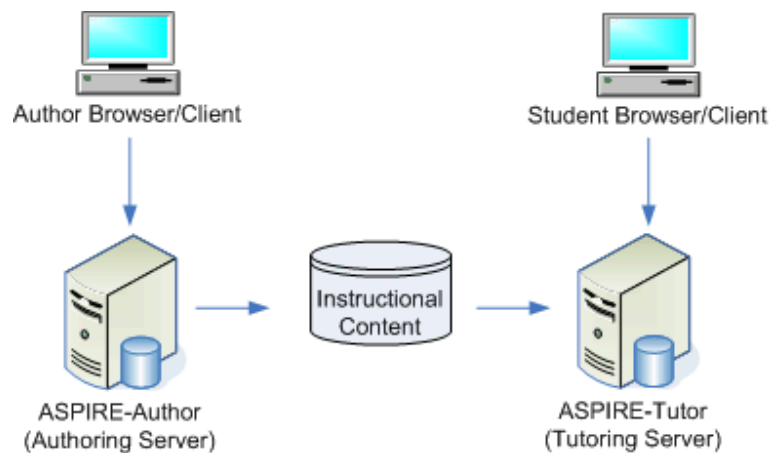 Author Browser/Client
Student Browser/Client
Instructional
Content
ASPIRE-Author
(Authoring Server)
ASPIRE-Tutor
(Tutoring Server)